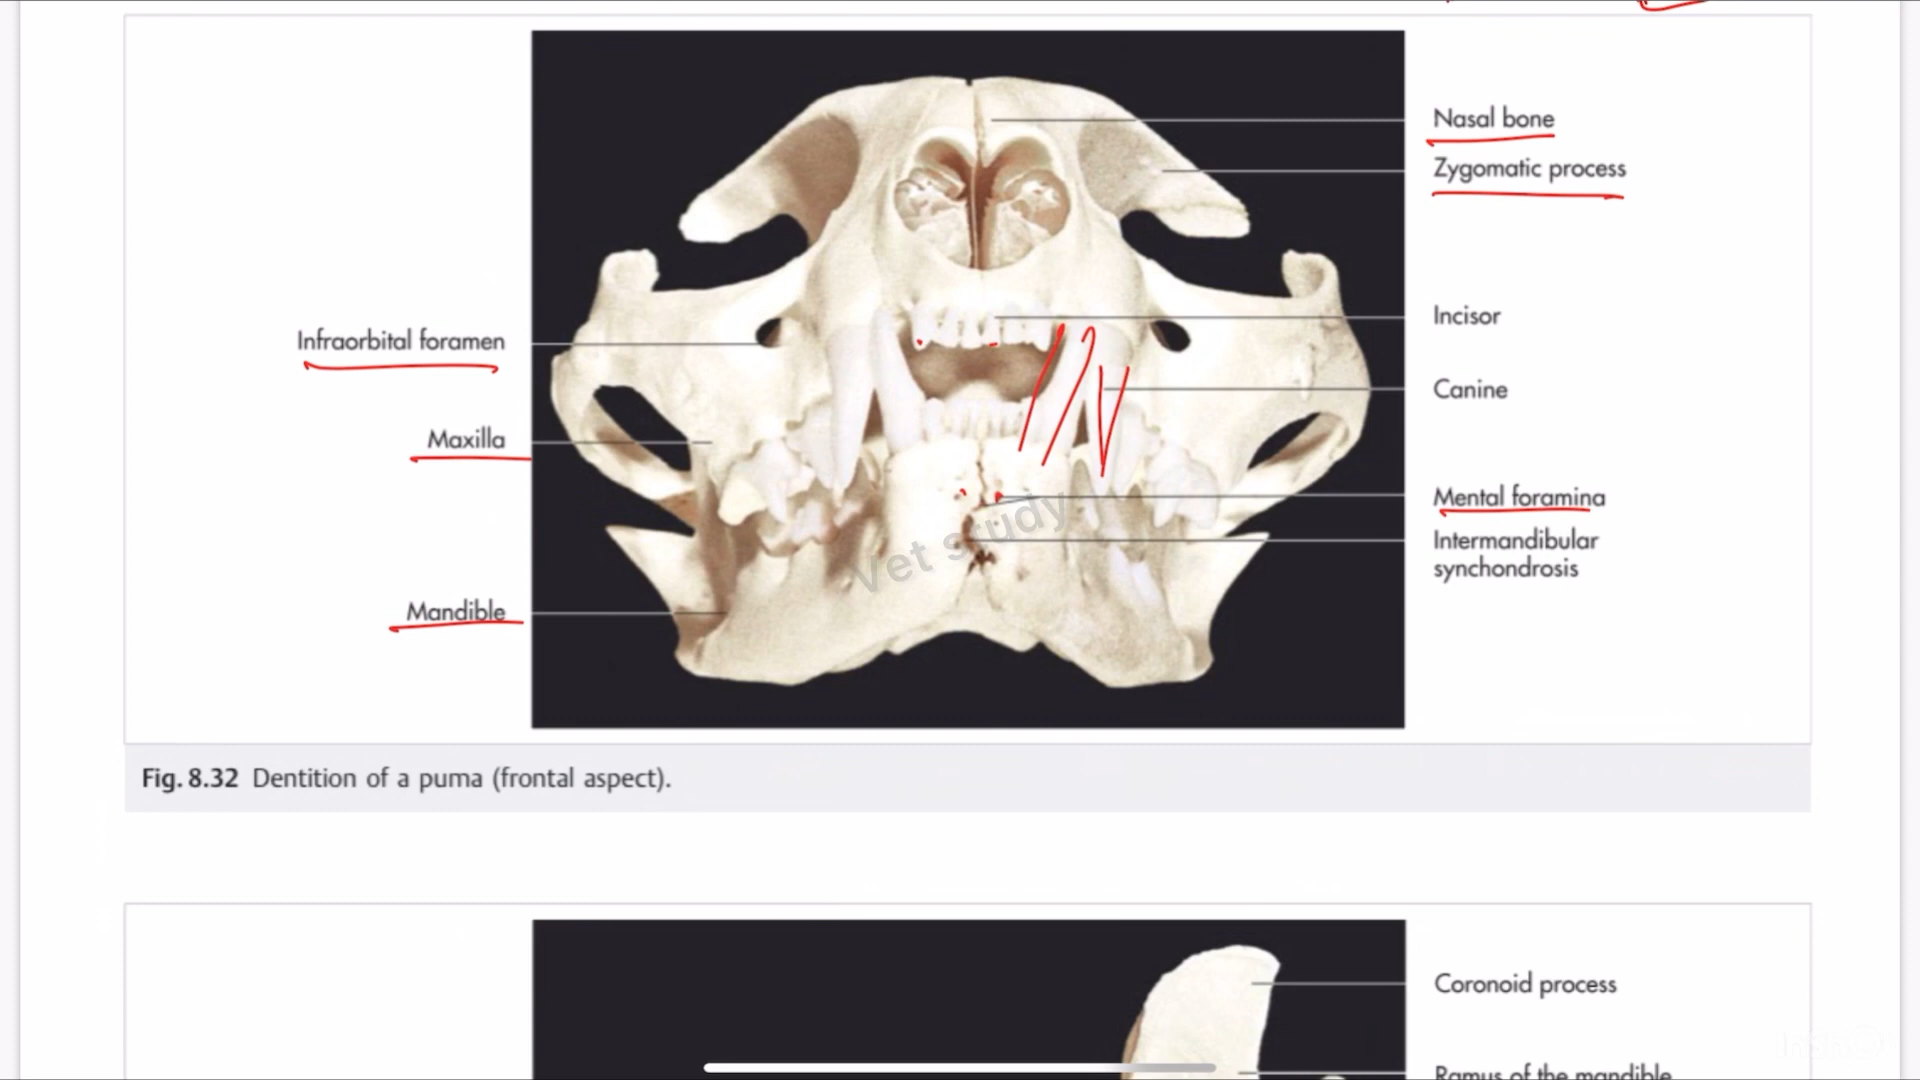 Nasal bone
Zygomatic process
Infraorbital foramen
Incisor
Canine
Maxilla
Mental foramina
Vet study
Intermandibular
synchondrosis
Mandible
Fig. 8.32 Dentition of a puma (frontal aspect).
Coronoid process
Ramus of the mandible